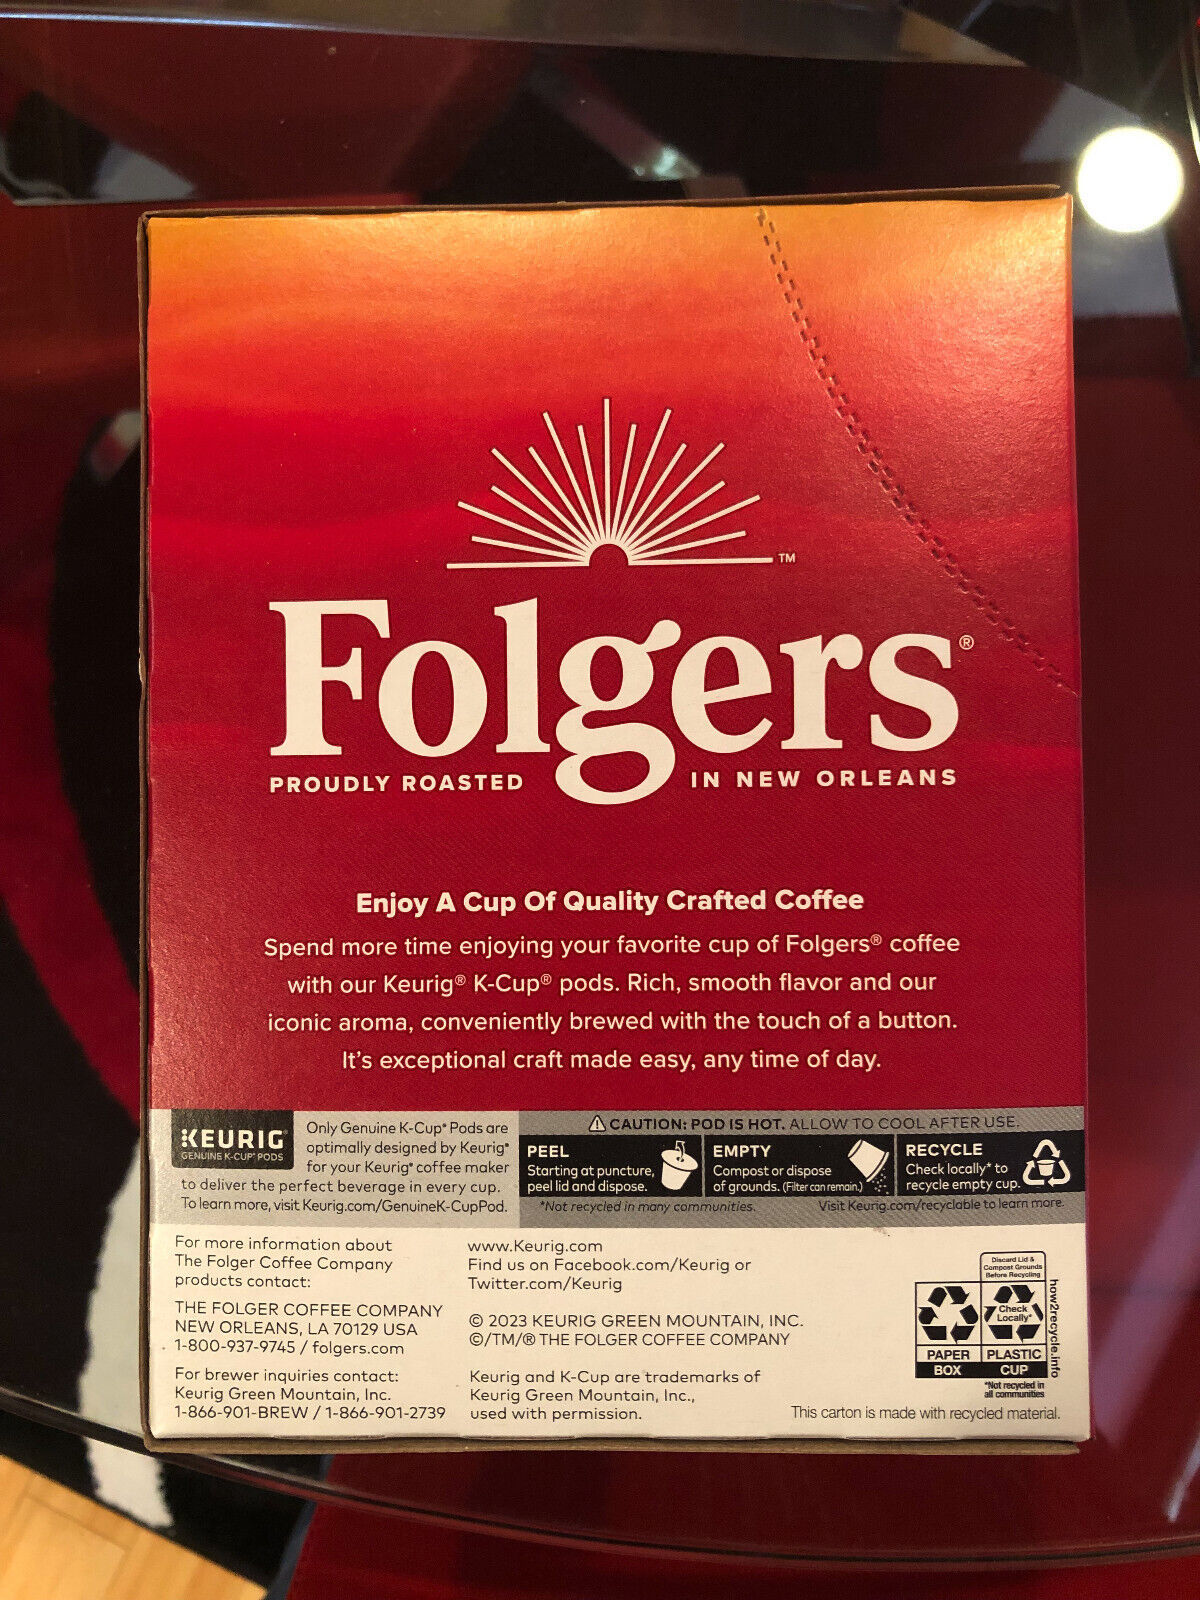 ™
Folgers®
PROUDLY ROASTED IN NEW ORLEANS
Enjoy A Cup Of Quality Crafted Coffee
Spend more time enjoying your favorite cup of Folgers® coffee
with our Keurig® K-Cup® pods. Rich, smooth flavor and our
iconic aroma, conveniently brewed with the touch of a button.
It's exceptional craft made easy, any time of day.
KEURIG®
GENUINE K-CUP® PODS
Only Genuine K-Cup® Pods are
optimally designed by Keurig®
for your Keurig® coffee maker
to deliver the perfect beverage in every cup.
To learn more, visit Keurig.com/GenuineK-CupPod.
⚠ CAUTION: POD IS HOT. ALLOW TO COOL AFTER USE.
PEEL
Starting at puncture,
peel lid and dispose.
EMPTY
Compost or dispose
of grounds. (Filter can remain.)
RECYCLE
Check locally* to
recycle empty cup.
*Not recycled in many communities.
Visit Keurig.com/recyclable to learn more.
For more information about
The Folger Coffee Company
products contact:
THE FOLGER COFFEE COMPANY
NEW ORLEANS, LA 70129 USA
1-800-937-9745 / folgers.com
For brewer inquiries contact:
Keurig Green Mountain, Inc.
1-866-901-BREW / 1-866-901-2739
www.Keurig.com
Find us on Facebook.com/Keurig or
Twitter.com/Keurig
© 2023 KEURIG GREEN MOUNTAIN, INC.
©/TM/® THE FOLGER COFFEE COMPANY
Keurig and K-Cup are trademarks of
Keurig Green Mountain, Inc.,
used with permission.
Discard Lid &
Compost Grounds
Before Recycling
Check
Locally*
PAPER
BOX
PLASTIC
CUP
*Not recycled in
all communities
how2recycle.info
This carton is made with recycled material.